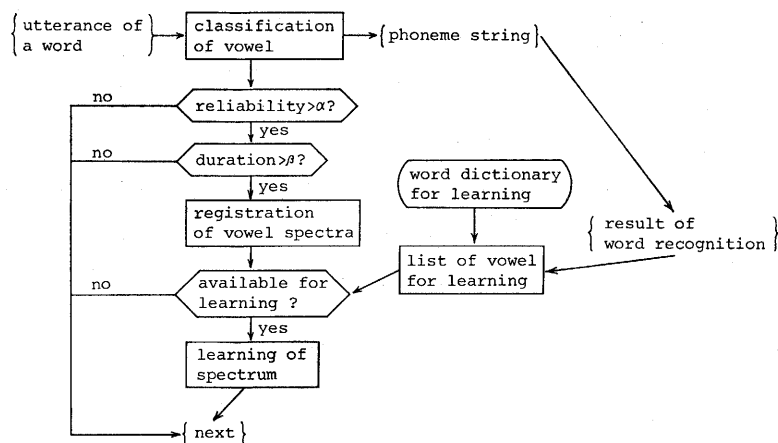 {utterance of
a word}
classification
of vowel
{phoneme string}
no
reliability>α?
yes
no
duration>β?
yes
word dictionary
for learning
registration
of vowel spectra
{result of
word recognition}
list of vowel
for learning
no
available for
learning ?
yes
learning of
spectrum
{next}